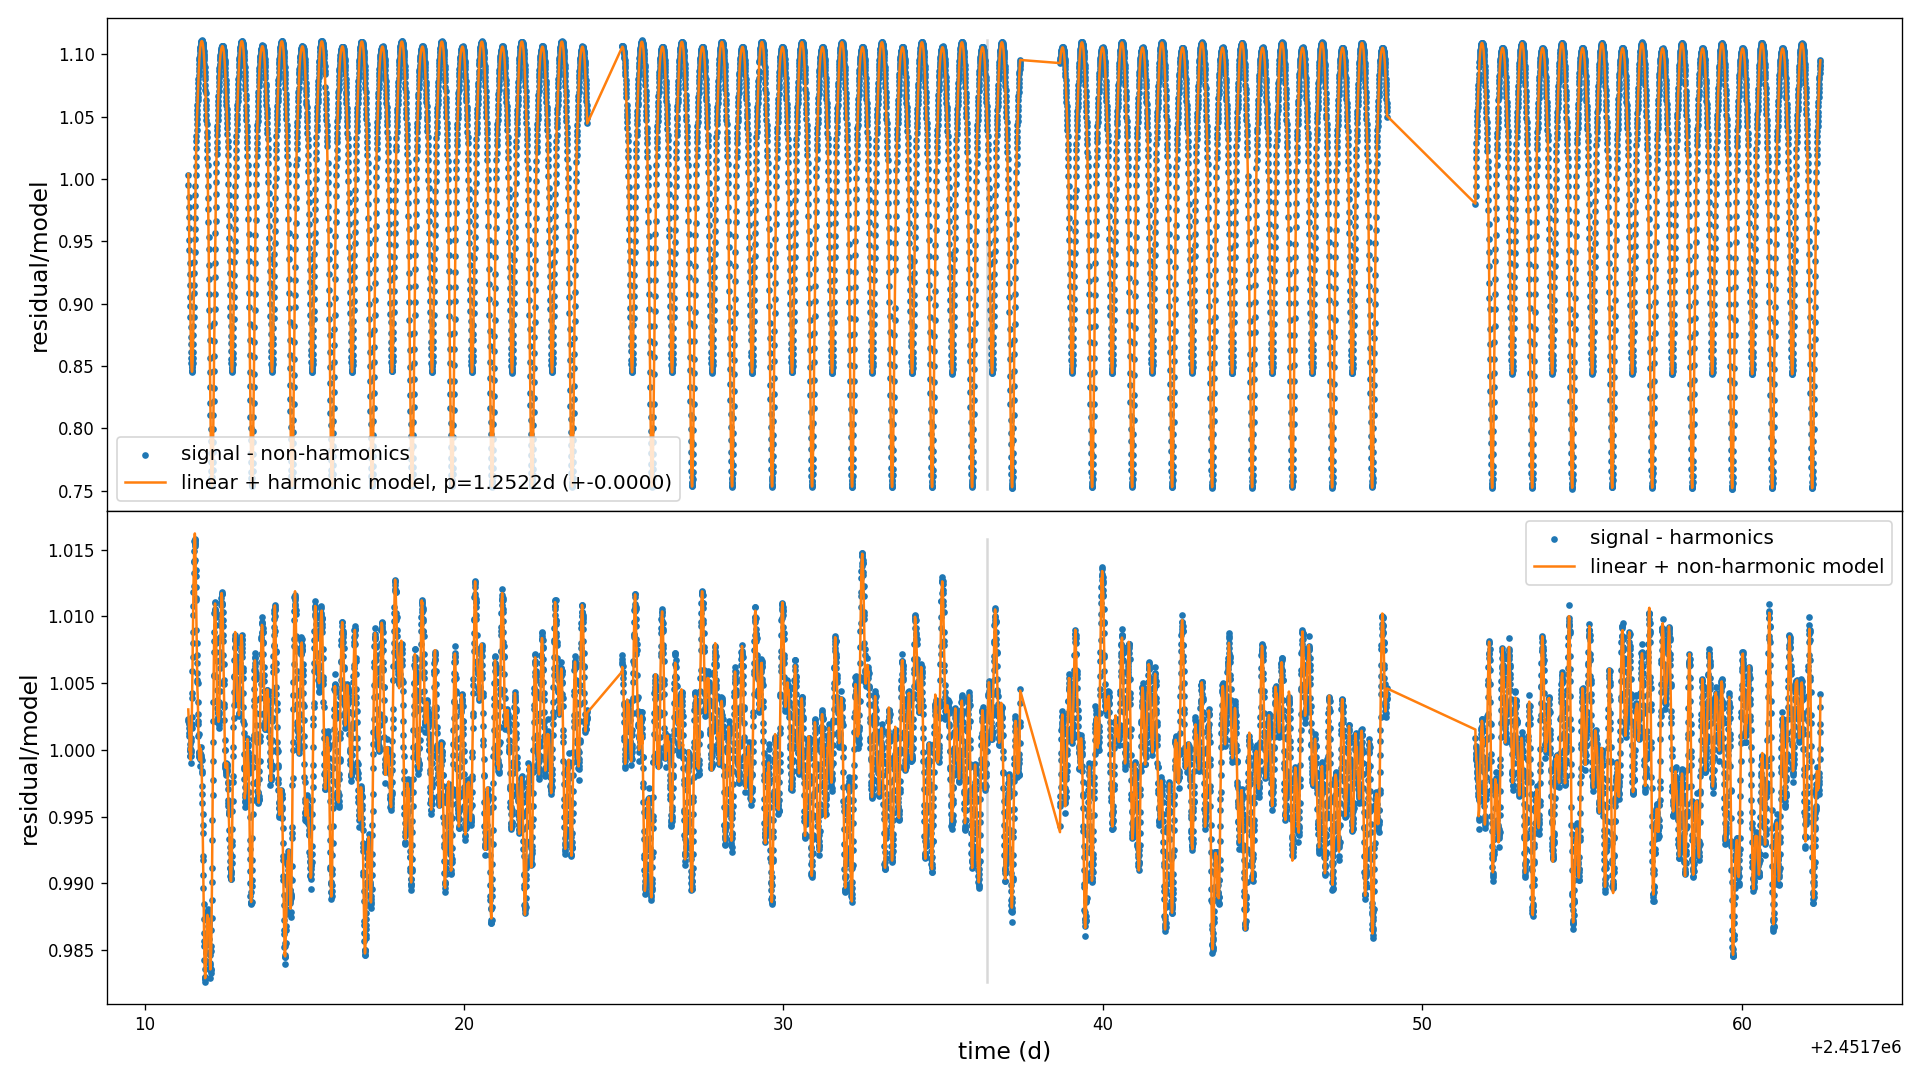 residual/model
1.10
1.05
1.00
0.95
0.90
0.85
0.80
0.75
signal - non-harmonics
linear + harmonic model, p=1.2522d (+-0.0000)
residual/model
1.015
1.010
1.005
1.000
0.995
0.990
0.985
signal - harmonics
linear + non-harmonic model
10
20
30
40
50
60
time (d)
+2.4517e6